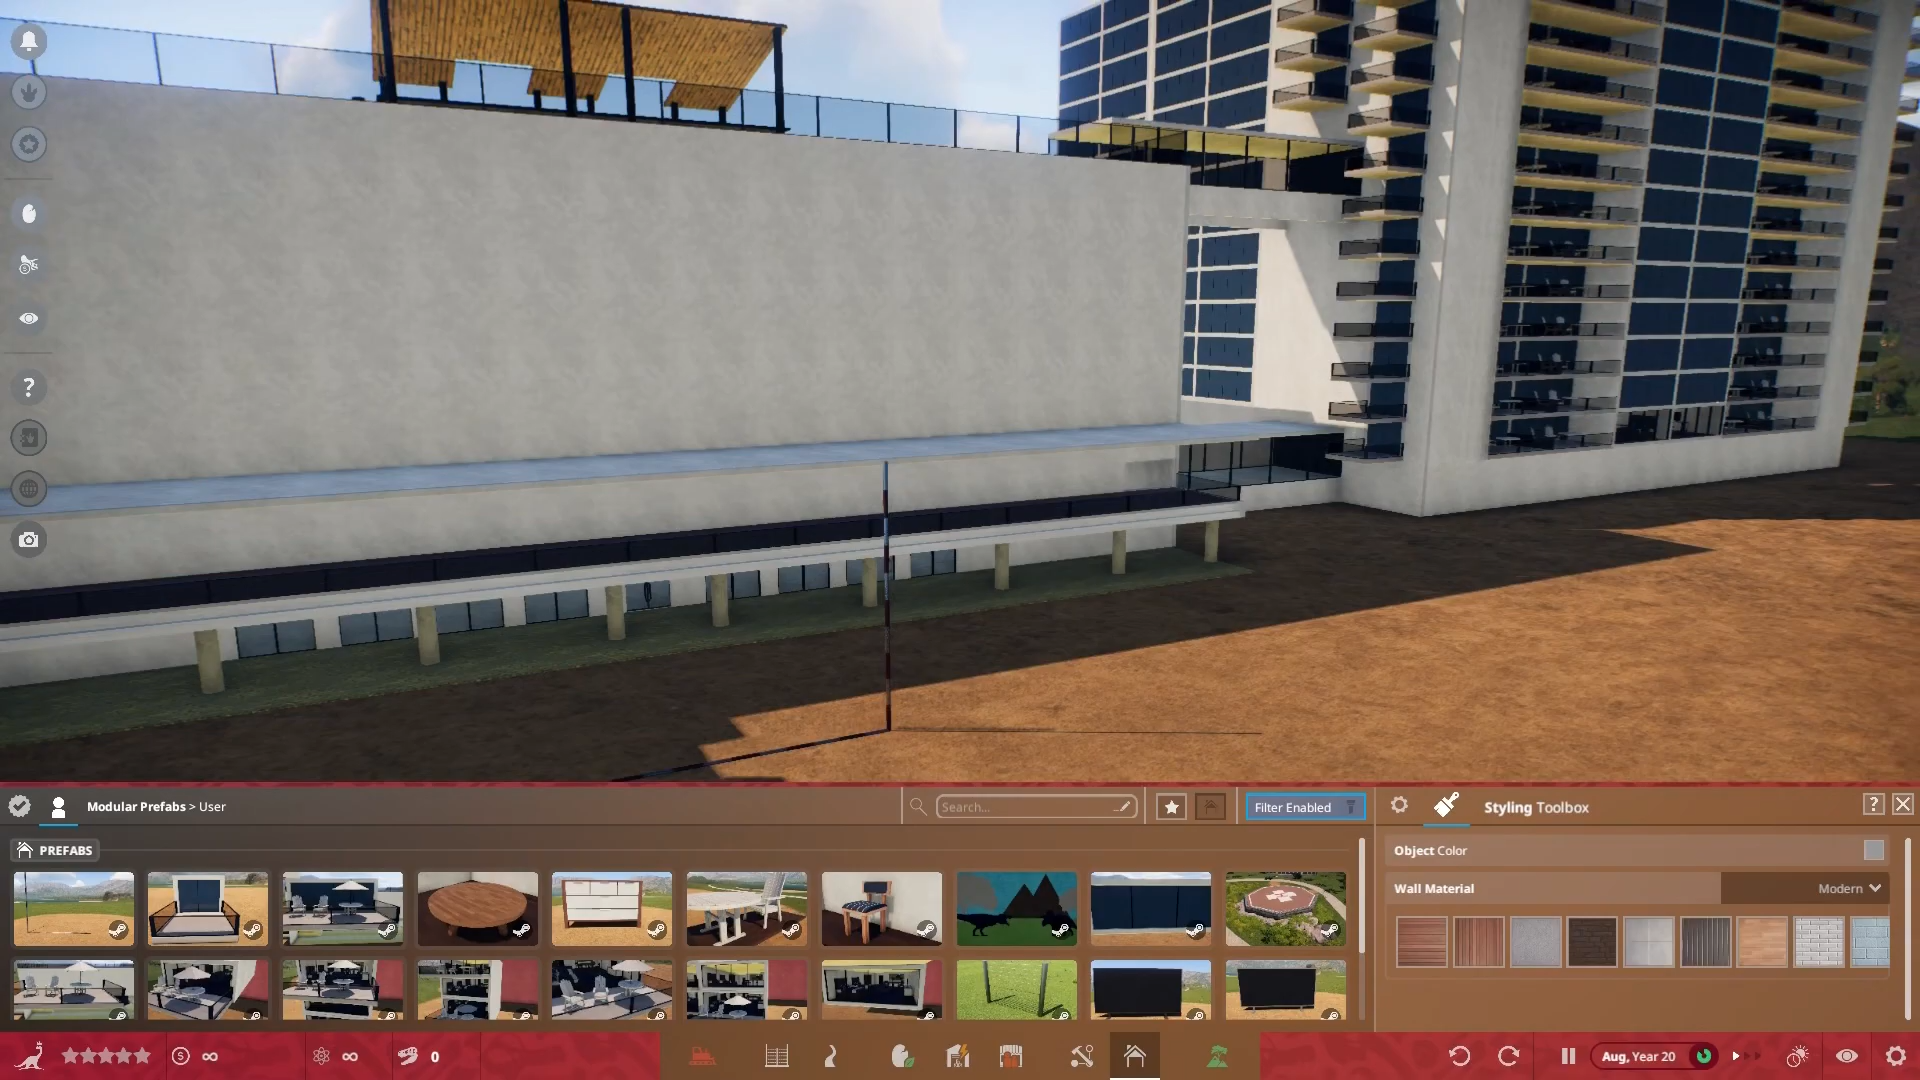 ?
Modular Prefabs > User
Search...
Filter Enabled
Styling Toolbox
?
PREFABS
Object Color
Wall Material
Modern
∞
∞
0
Aug, Year 20